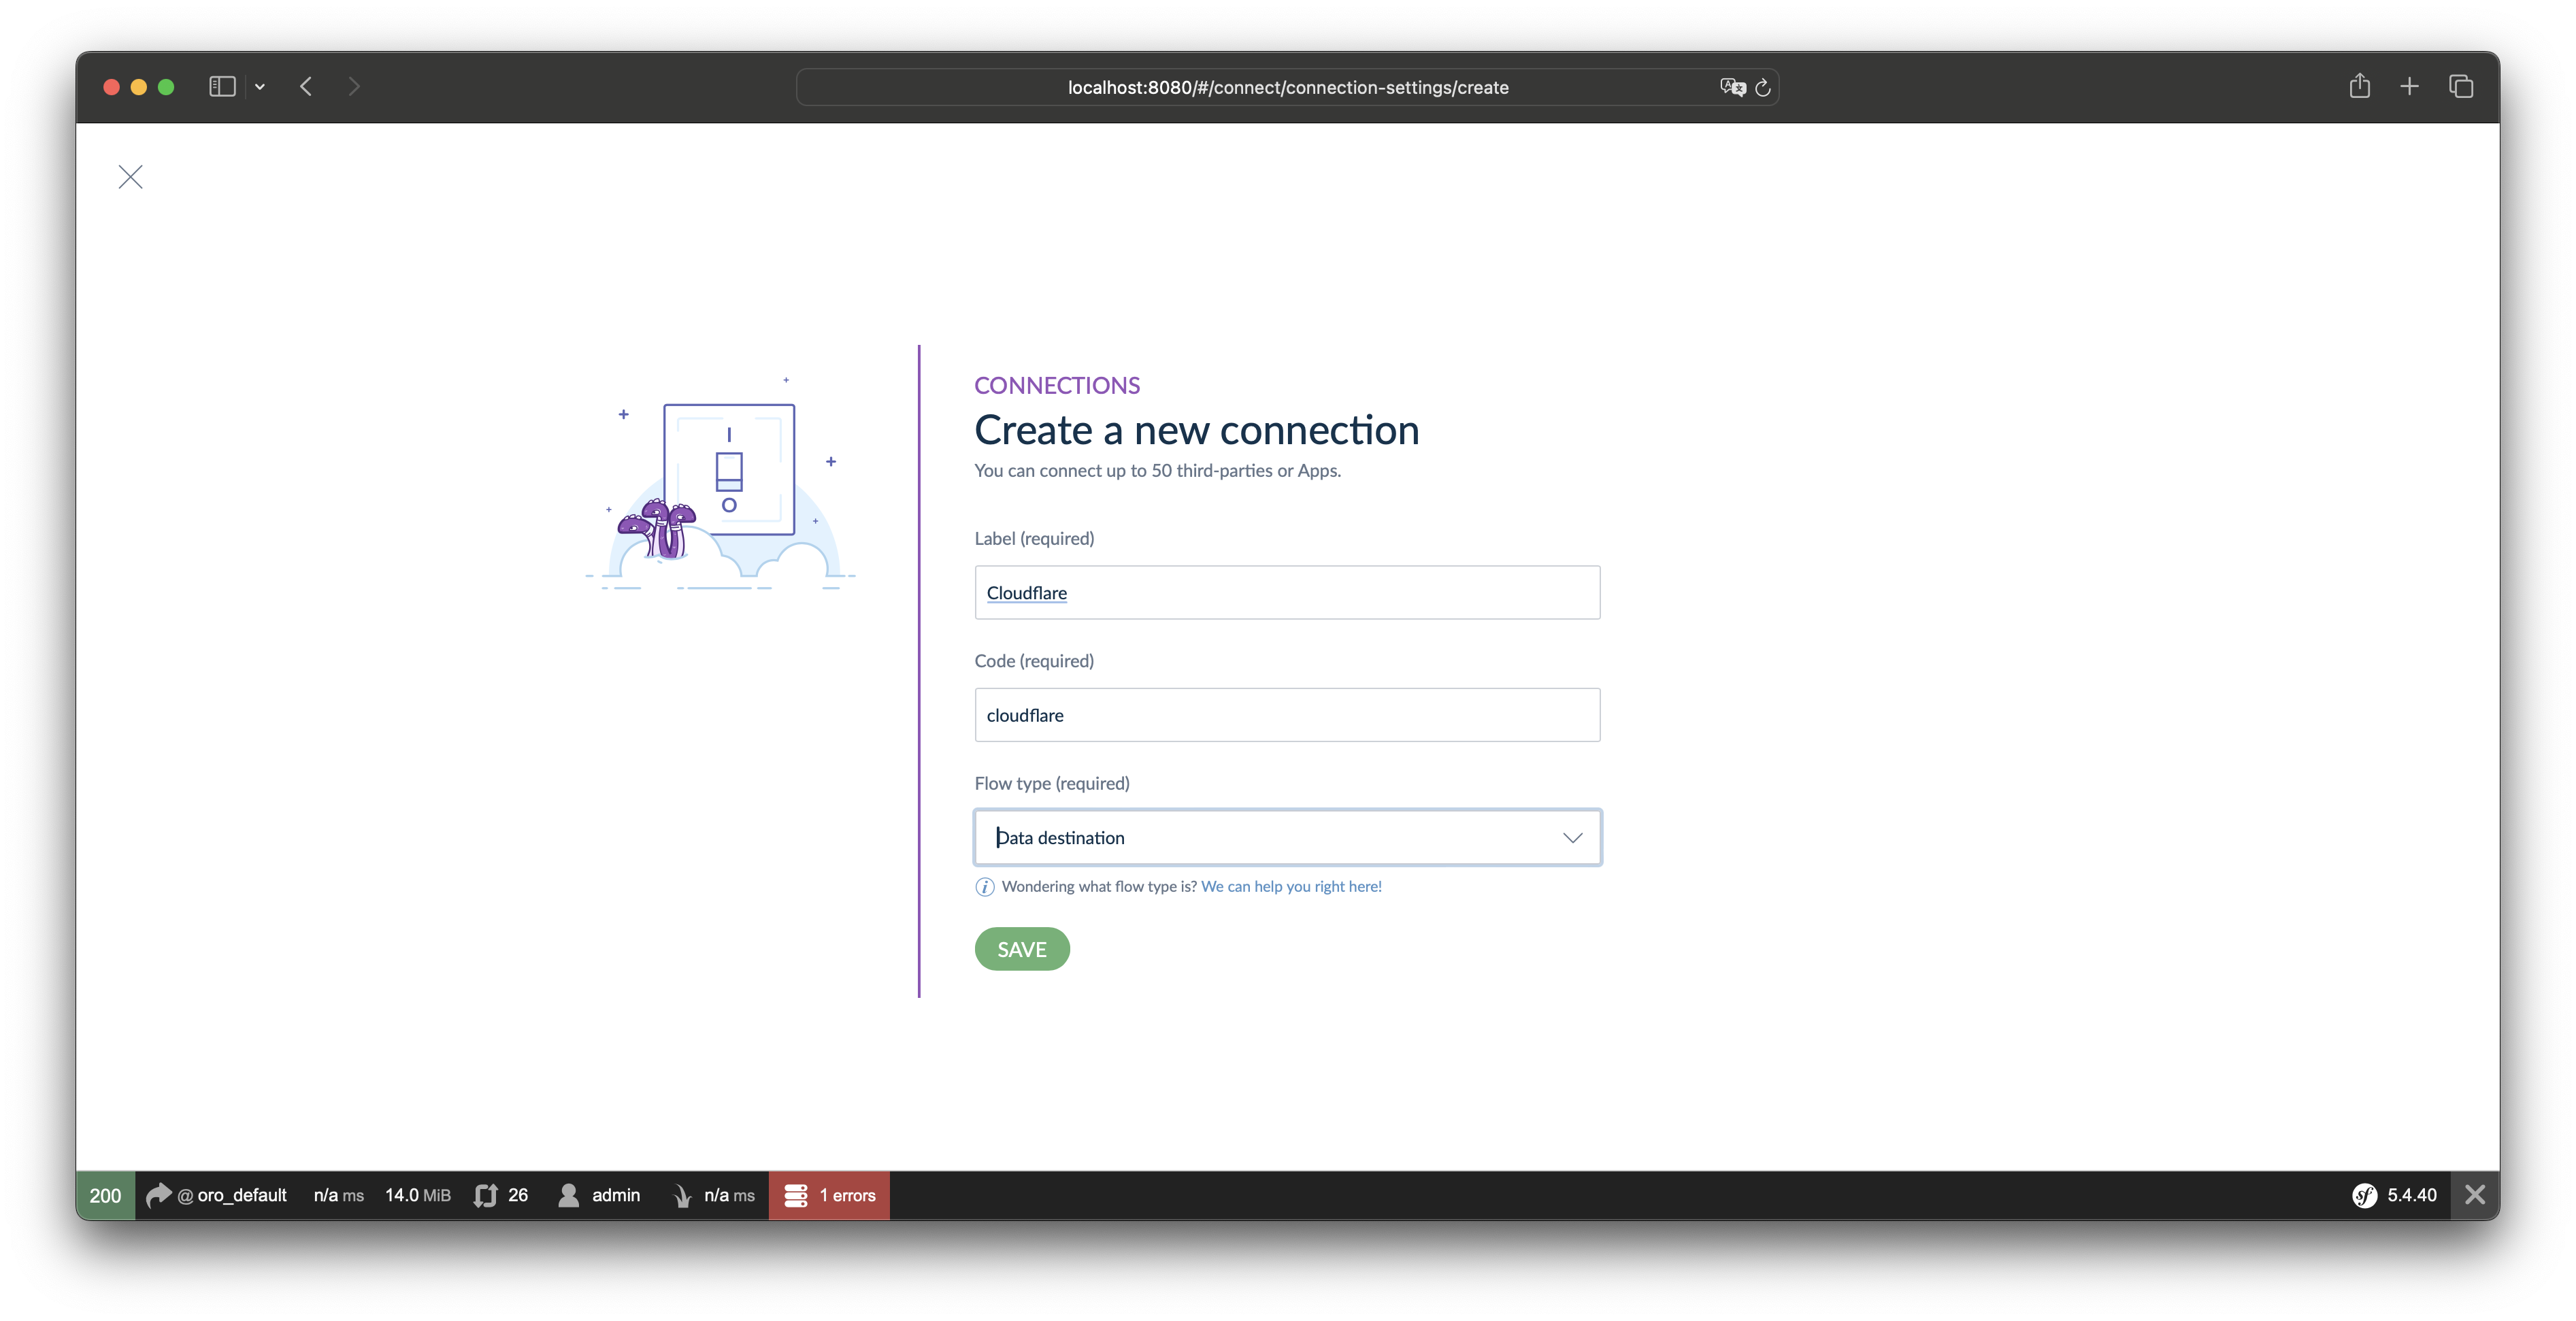 localhost:8080/#/connect/connection-settings/create
CONNECTIONS
Create a new connection
You can connect up to 50 third-parties or Apps.
Label (required)
Cloudflare
Code (required)
cloudflare
Flow type (required)
Data destination
Wondering what flow type is? We can help you right here!
SAVE
200 @ oro_default n/a ms 14.0 MiB 26 admin n/a ms 1 errors sf 5.4.40